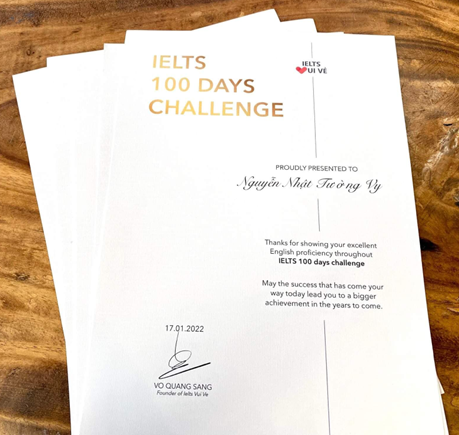 IELTS
100 DAYS
CHALLENGE
IELTS
VUI VẺ
PROUDLY PRESENTED TO
Nguyễn Nhật Tường Vy
Thanks for showing your excellent
English proficiency throughout
IELTS 100 days challenge
May the success that has come your
way today lead you to a bigger
achievement in the years to come.
17.01.2022
VO QUANG SANG
Founder of Ielts Vui Ve